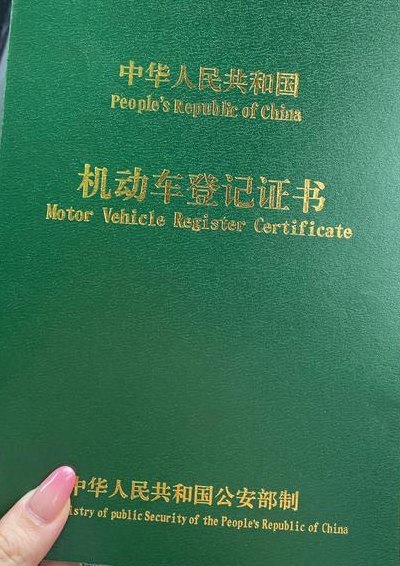 中华人民共和国
People's Republic of China
机动车登记证书
Motor Vehicle Register Certificate
中华人民共和国公安部制
of public Security of the People's Republic of China